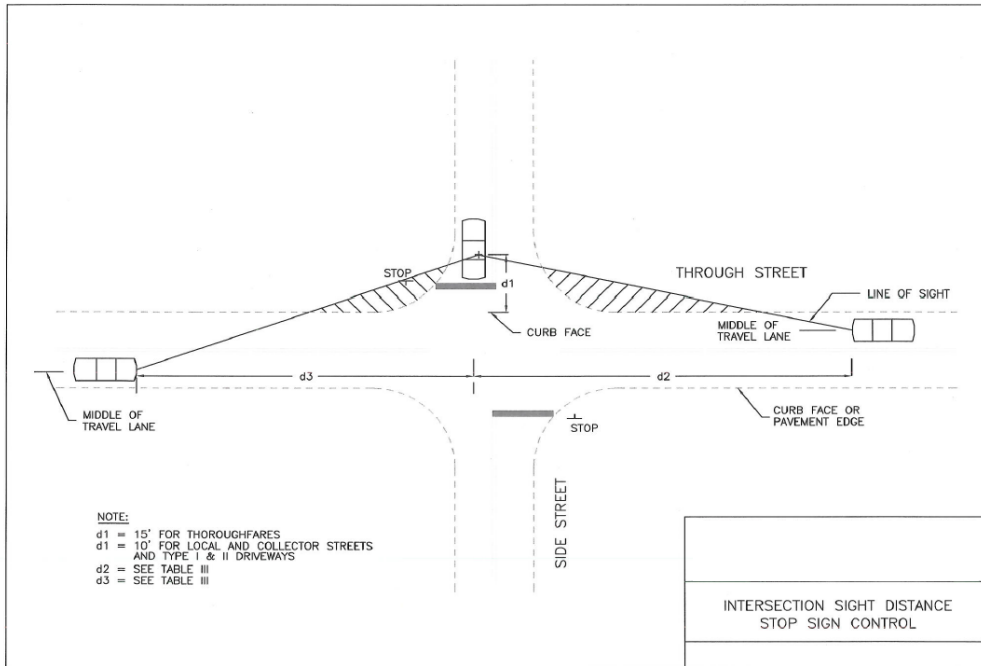 STOP
d1
THROUGH STREET
LINE OF SIGHT
CURB FACE
MIDDLE OF
TRAVEL LANE
d3
d2
MIDDLE OF
TRAVEL LANE
CURB FACE OR
PAVEMENT EDGE
STOP
SIDE STREET
NOTE:
d1 = 15' FOR THOROUGHFARES
d1 = 10' FOR LOCAL AND COLLECTOR STREETS
AND TYPE I & II DRIVEWAYS
d2 = SEE TABLE III
d3 = SEE TABLE III
INTERSECTION SIGHT DISTANCE
STOP SIGN CONTROL